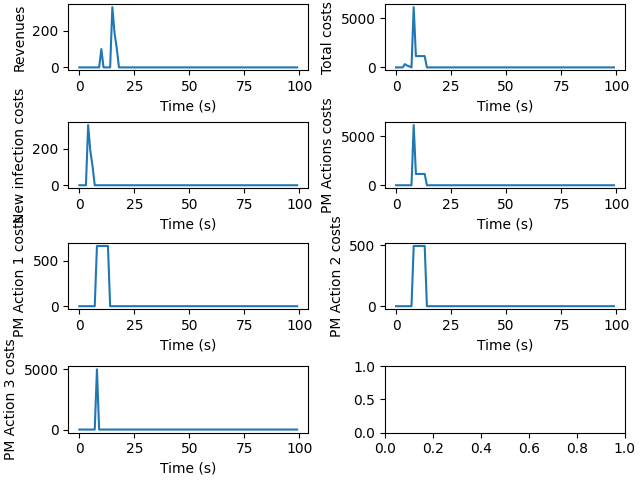 Revenues
200
0
0 25 50 75 100
Time (s)
Total costs
5000
0
0 25 50 75 100
Time (s)
New infection costs
200
0
0 25 50 75 100
Time (s)
PM Actions costs
5000
0
0 25 50 75 100
Time (s)
PM Action 1 costs
500
0
0 25 50 75 100
Time (s)
PM Action 2 costs
500
0
0 25 50 75 100
Time (s)
PM Action 3 costs
5000
0
0 25 50 75 100
Time (s)
1.0
0.5
0.0
0.0 0.2 0.4 0.6 0.8 1.0